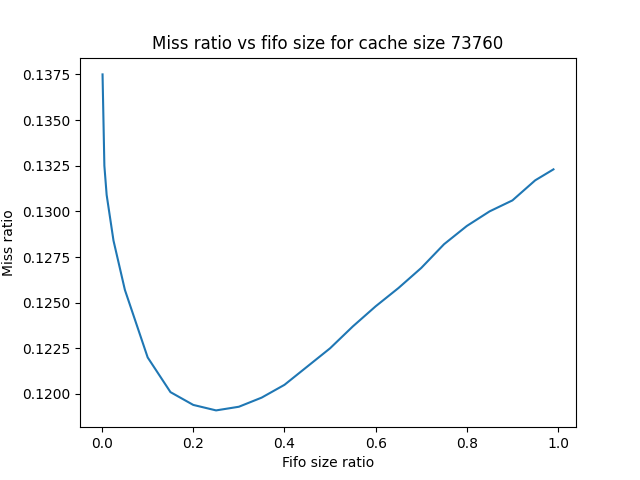 Miss ratio vs fifo size for cache size 73760
0.1375
0.1350
0.1325
0.1300
0.1275
0.1250
0.1225
0.1200
Miss ratio
0.0 0.2 0.4 0.6 0.8 1.0
Fifo size ratio